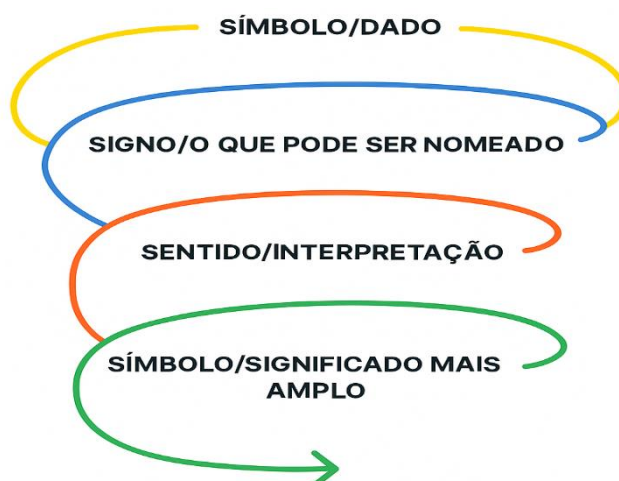 SÍMBOLO/DADO
SIGNO/O QUE PODE SER NOMEADO
SENTIDO/INTERPRETAÇÃO
SÍMBOLO/SIGNIFICADO MAIS
AMPLO